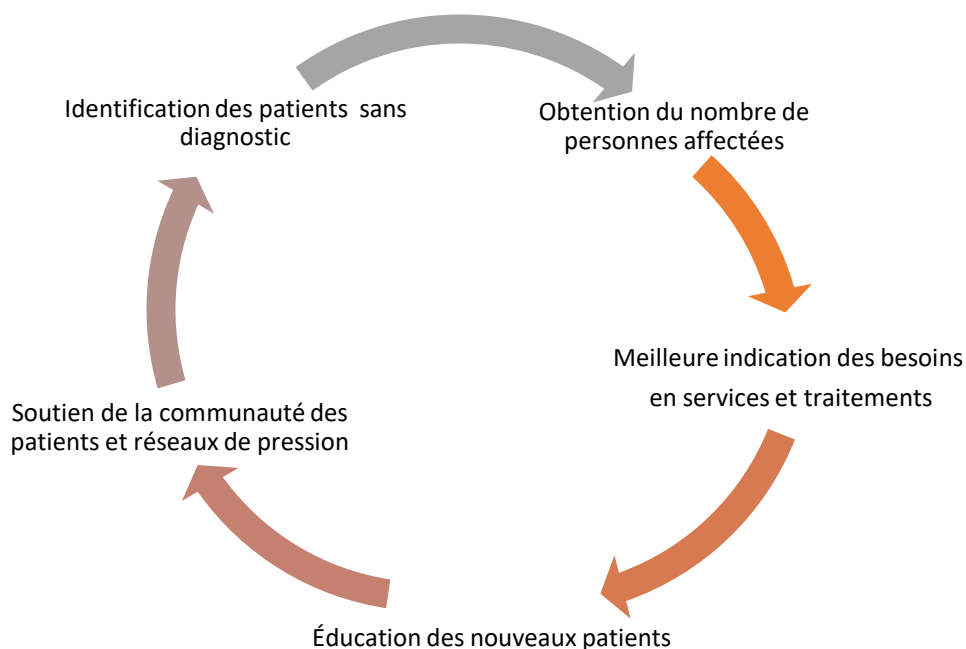 Identification des patients sans
diagnostic
Obtention du nombre de
personnes affectées
Meilleure indication des besoins
en services et traitements
Soutien de la communauté des
patients et réseaux de pression
Éducation des nouveaux patients